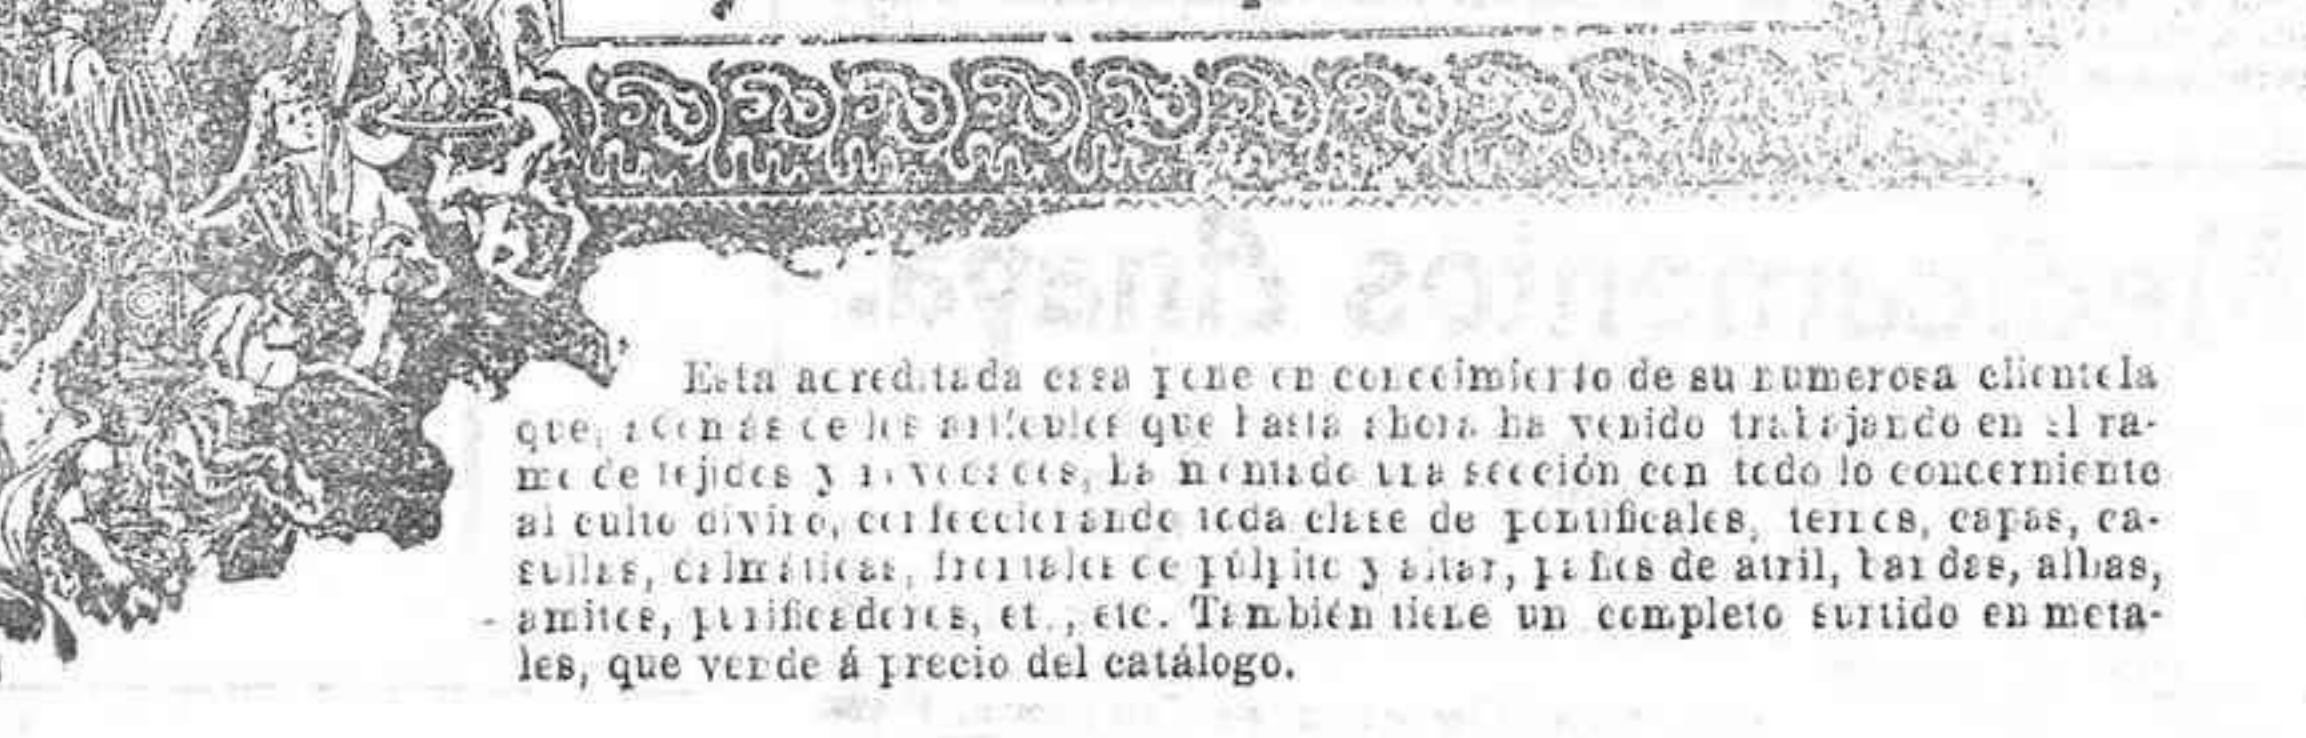 Esta acreditada casa pone en conocimiento de su numerosa clientela
que, además de los artículos que hasta ahora ha venido trabajando en el ra-
mo de tejidos y novedades, ha montado una sección con todo lo concerniente
al culto divino, confeccionando toda clase de pontificales, ternos, capas, ca-
sullas, dalmáticas, frontales de púlpito y altar, paños de atril, bandas, albas,
amitos, purificadores, et., etc. También tiene un completo surtido en meta-
les, que vende á precio del catálogo.